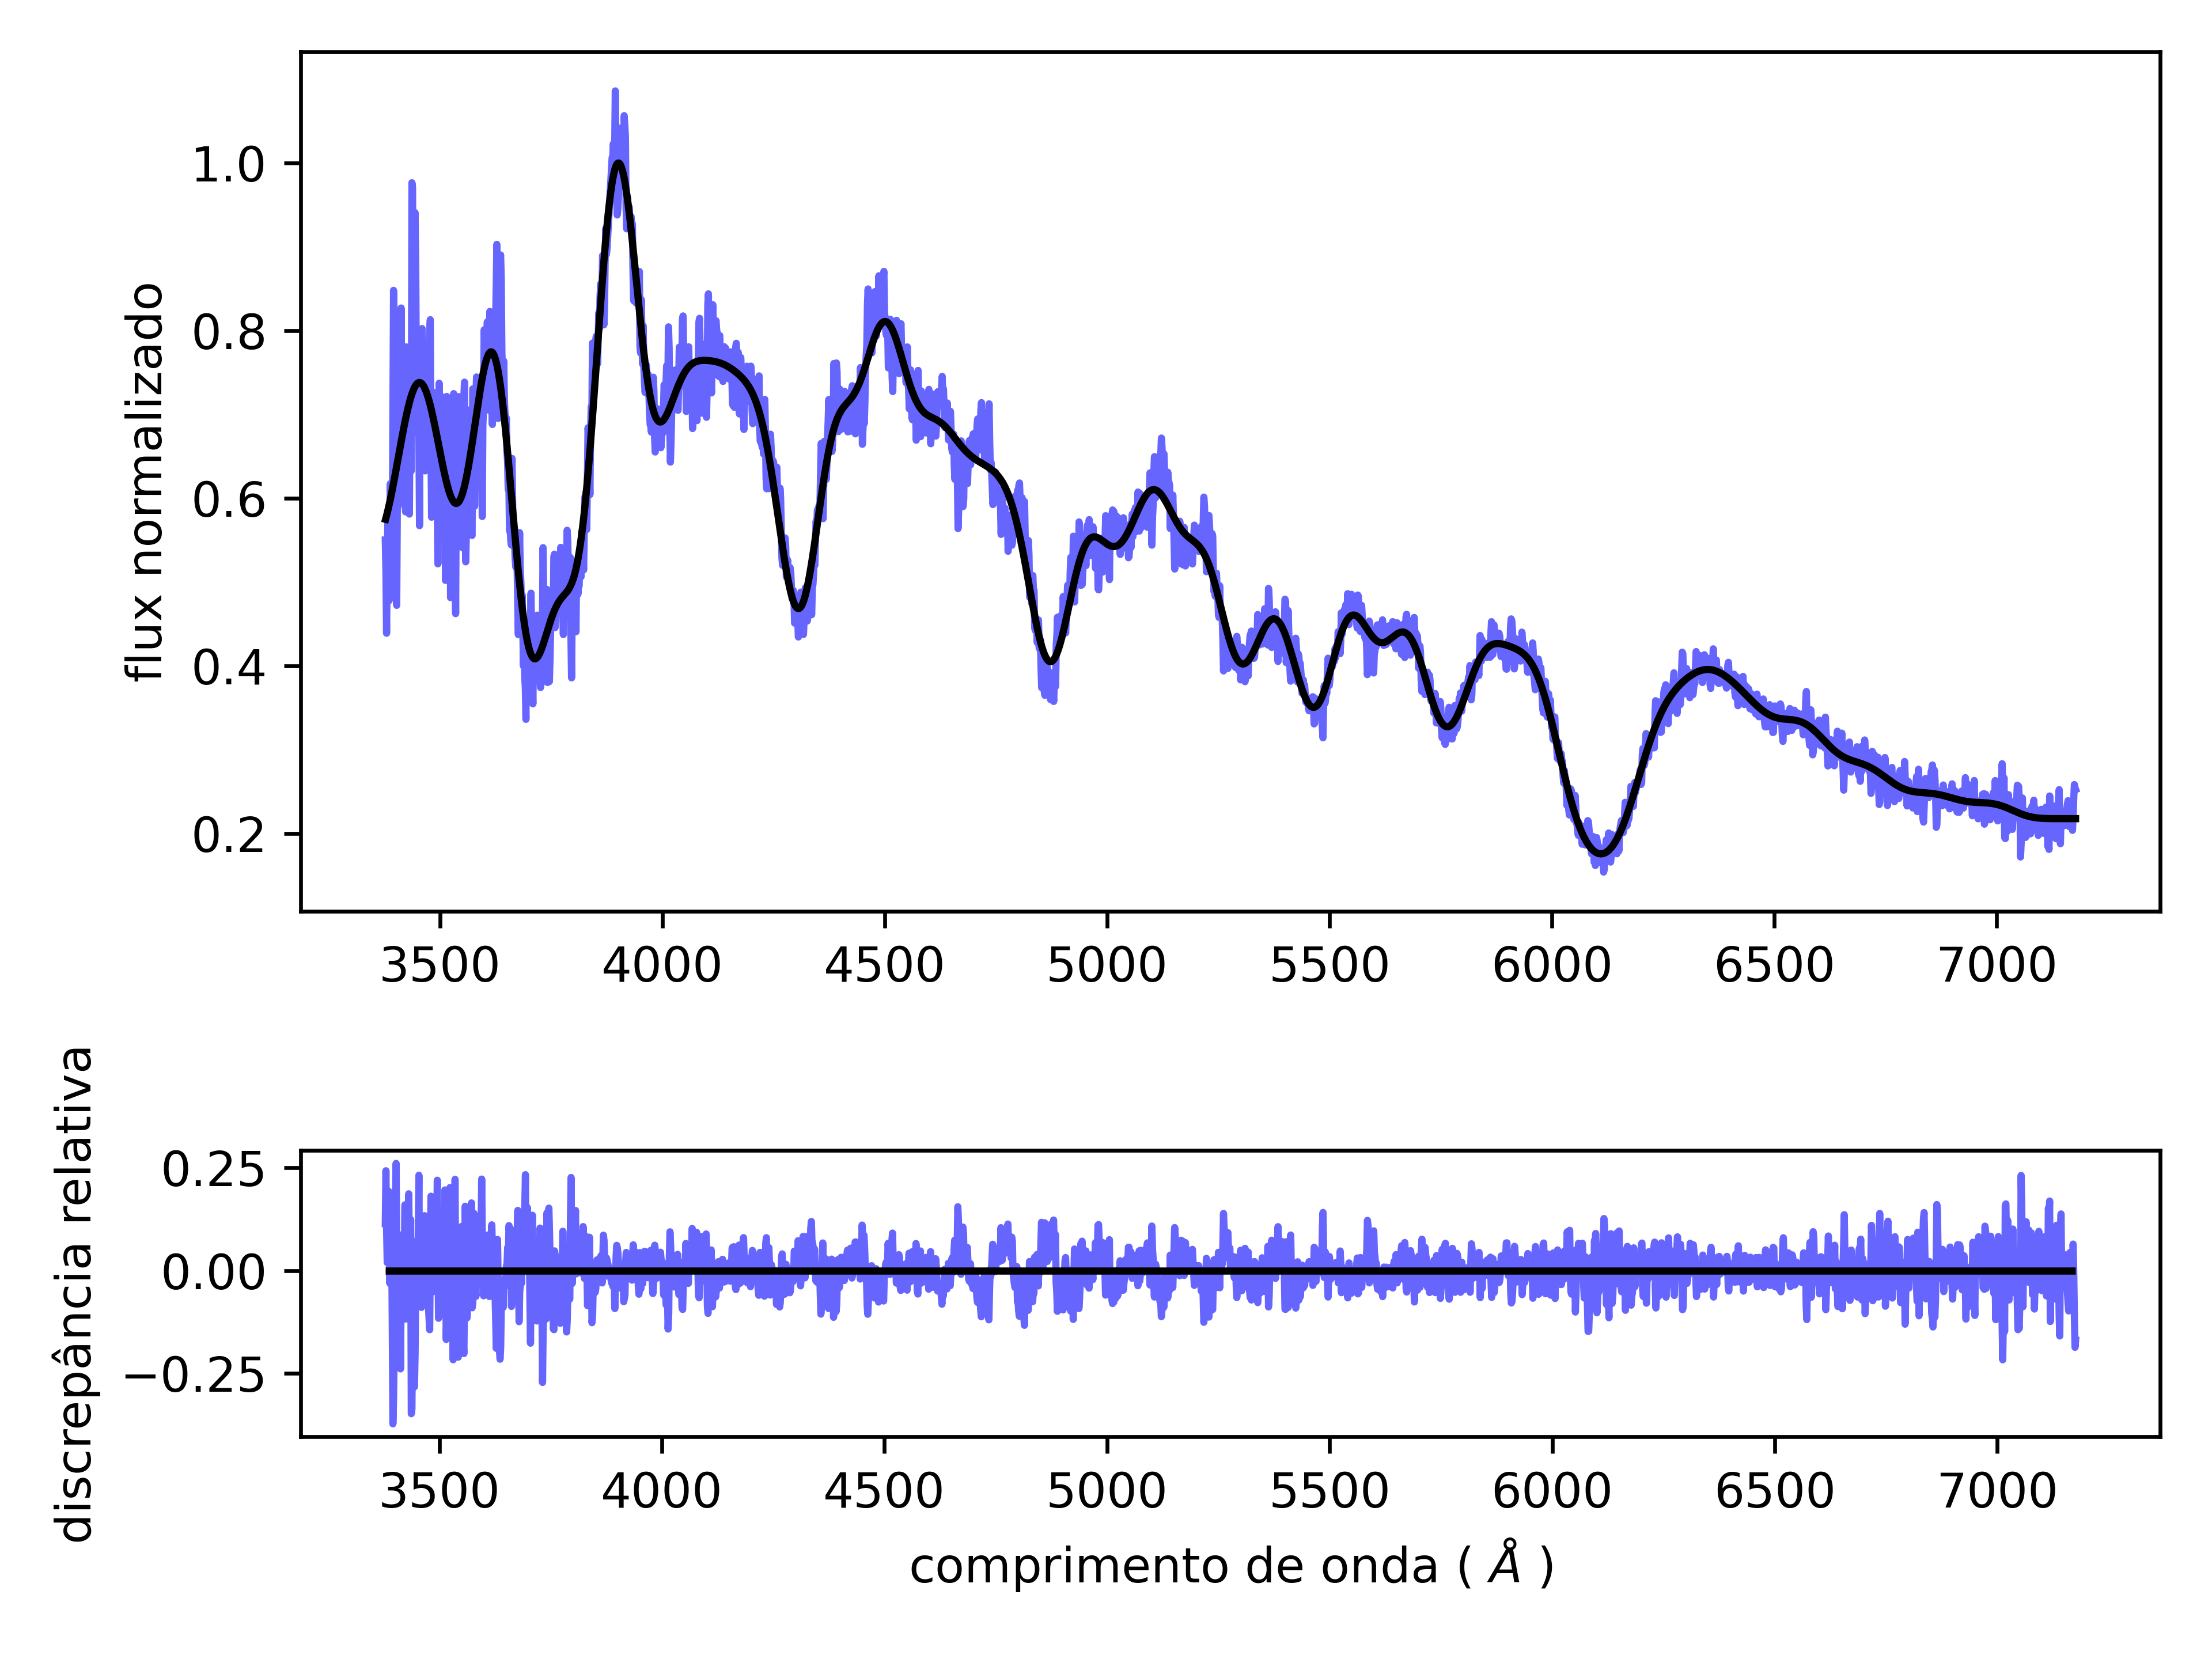 flux normalizado
1.0
0.8
0.6
0.4
0.2
3500 4000 4500 5000 5500 6000 6500 7000
discrepância relativa
0.25
0.00
−0.25
3500 4000 4500 5000 5500 6000 6500 7000
comprimento de onda ( Å )